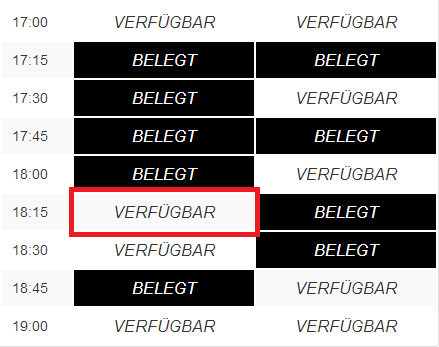 17:00 VERFÜGBAR VERFÜGBAR
17:15 BELEGT BELEGT
17:30 BELEGT VERFÜGBAR
17:45 BELEGT BELEGT
18:00 BELEGT VERFÜGBAR
18:15 VERFÜGBAR BELEGT
18:30 VERFÜGBAR BELEGT
18:45 BELEGT VERFÜGBAR
19:00 VERFÜGBAR VERFÜGBAR